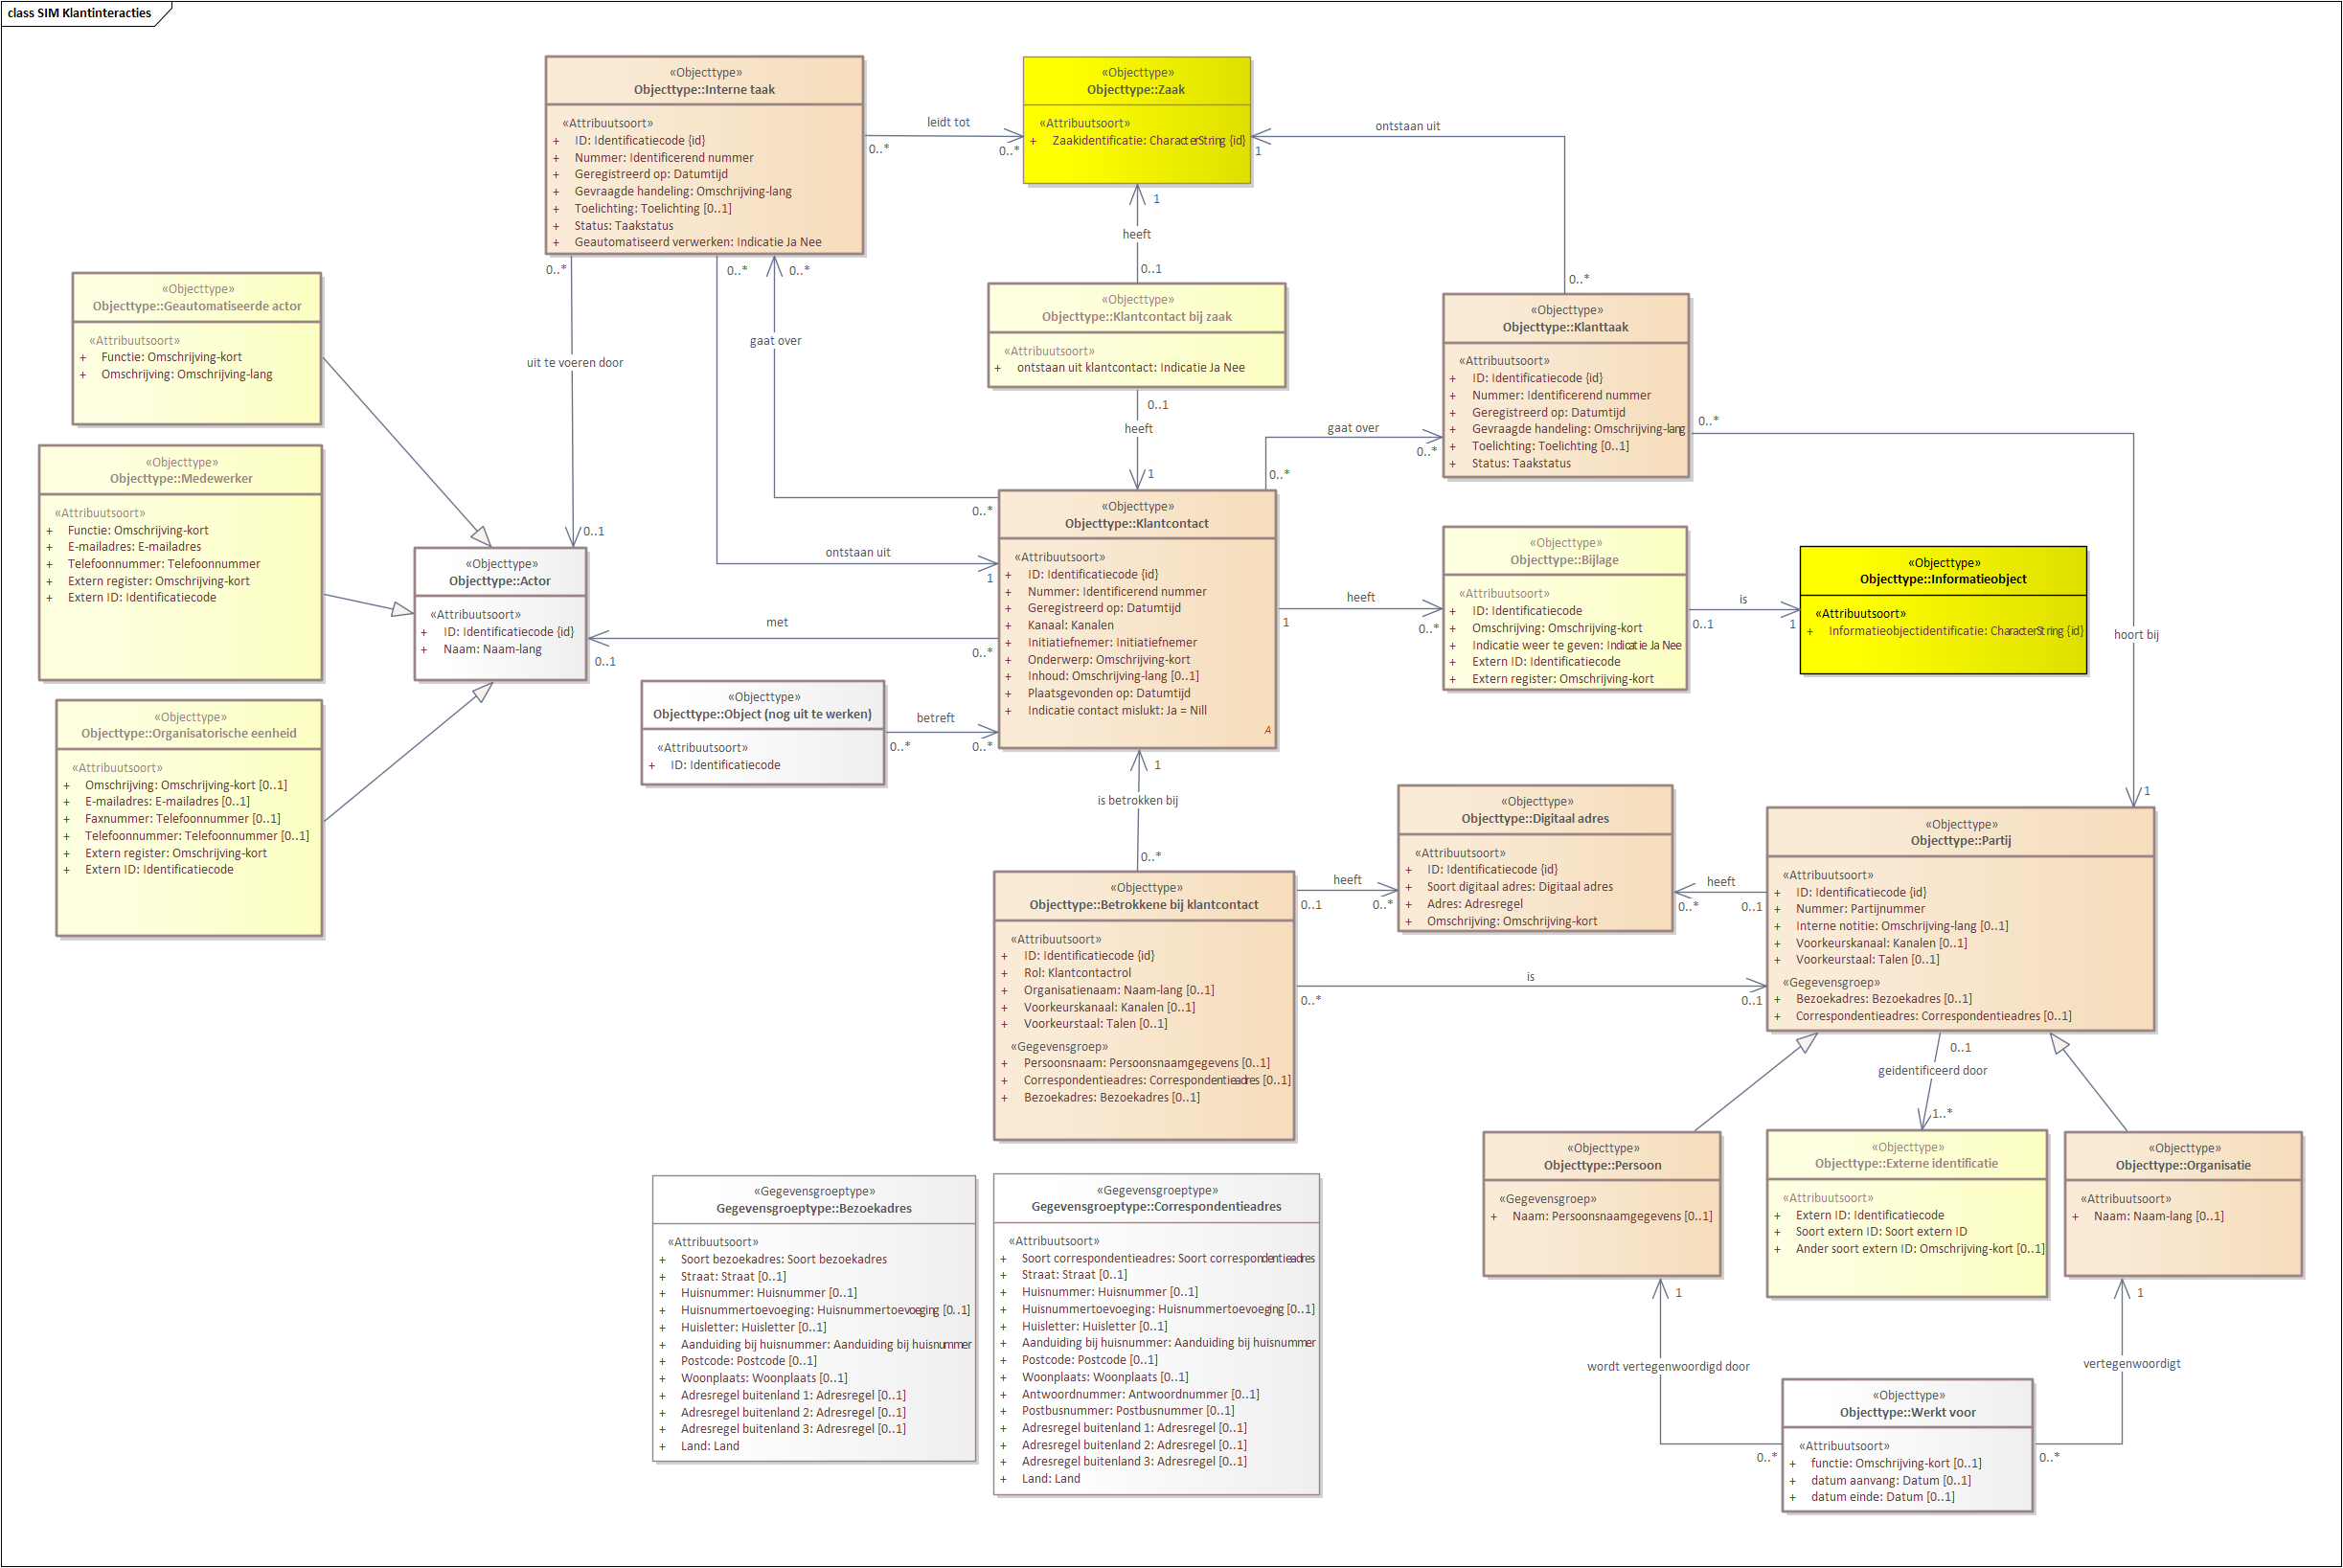 class SIM Klantinteracties
«Objecttype»
Objecttype::Interne taak
«Attribuutsoort»
+ ID: Identificatiecode {id}
+ Nummer: Identificerend nummer
+ Geregistreerd op: Datumtijd
+ Gevraagde handeling: Omschrijving-lang
+ Toelichting: Toelichting [0..1]
+ Status: Taakstatus
+ Geautomatiseerd verwerken: Indicatie Ja Nee
leidt tot
0..*
0..*
«Objecttype»
Objecttype::Zaak
«Attribuutsoort»
+ Zaakidentificatie: CharacterString {id}
ontstaan uit
1
0..*
1
heeft
0..1
«Objecttype»
Objecttype::Klantcontact bij zaak
«Attribuutsoort»
+ ontstaan uit klantcontact: Indicatie Ja Nee
0..1
heeft
1
«Objecttype»
Objecttype::Klanttaak
«Attribuutsoort»
+ ID: Identificatiecode {id}
+ Nummer: Identificerend nummer
+ Geregistreerd op: Datumtijd
+ Gevraagde handeling: Omschrijving-lang
+ Toelichting: Toelichting [0..1]
+ Status: Taakstatus
gaat over
0..*
0..*
0..*
hoort bij
1
0..*
uit te voeren door
0..1
0..*
ontstaan uit
1
0..*
gaat over
0..*
«Objecttype»
Objecttype::Geautomatiseerde actor
«Attribuutsoort»
+ Functie: Omschrijving-kort
+ Omschrijving: Omschrijving-lang
«Objecttype»
Objecttype::Medewerker
«Attribuutsoort»
+ Functie: Omschrijving-kort
+ E-mailadres: E-mailadres
+ Telefoonnummer: Telefoonnummer
+ Extern register: Omschrijving-kort
+ Extern ID: Identificatiecode
«Objecttype»
Objecttype::Organisatorische eenheid
«Attribuutsoort»
+ Omschrijving: Omschrijving-kort [0..1]
+ E-mailadres: E-mailadres [0..1]
+ Faxnummer: Telefoonnummer [0..1]
+ Telefoonnummer: Telefoonnummer [0..1]
+ Extern register: Omschrijving-kort
+ Extern ID: Identificatiecode
«Objecttype»
Objecttype::Actor
«Attribuutsoort»
+ ID: Identificatiecode {id}
+ Naam: Naam-lang
met
0..1
0..*
«Objecttype»
Objecttype::Klantcontact
«Attribuutsoort»
+ ID: Identificatiecode {id}
+ Nummer: Identificerend nummer
+ Geregistreerd op: Datumtijd
+ Kanaal: Kanalen
+ Initiatiefnemer: Initiatiefnemer
+ Onderwerp: Omschrijving-kort
+ Inhoud: Omschrijving-lang [0..1]
+ Plaatsgevonden op: Datumtijd
+ Indicatie contact mislukt: Ja = Nill
A
heeft
1
0..*
«Objecttype»
Objecttype::Bijlage
«Attribuutsoort»
+ ID: Identificatiecode
+ Omschrijving: Omschrijving-kort
+ Indicatie weer te geven: Indicatie Ja Nee
+ Extern ID: Identificatiecode
+ Extern register: Omschrijving-kort
is
0..1
1
«Objecttype»
Objecttype::Informatieobject
«Attribuutsoort»
+ Informatieobjectidentificatie: CharacterString {id}
«Objecttype»
Objecttype::Object (nog uit te werken)
«Attribuutsoort»
+ ID: Identificatiecode
betreft
0..*
0..*
1
is betrokken bij
0..*
«Objecttype»
Objecttype::Betrokkene bij klantcontact
«Attribuutsoort»
+ ID: Identificatiecode {id}
+ Rol: Klantcontactrol
+ Organisatienaam: Naam-lang [0..1]
+ Voorkeurskanaal: Kanalen [0..1]
+ Voorkeurstaal: Talen [0..1]
«Gegevensgroep»
+ Persoonsnaam: Persoonsnaamgegevens [0..1]
+ Correspondentieadres: Correspondentieadres [0..1]
+ Bezoekadres: Bezoekadres [0..1]
heeft
0..1
0..*
«Objecttype»
Objecttype::Digitaal adres
«Attribuutsoort»
+ ID: Identificatiecode {id}
+ Soort digitaal adres: Digitaal adres
+ Adres: Adresregel
+ Omschrijving: Omschrijving-kort
heeft
0..*
0..1
is
0..*
0..1
«Objecttype»
Objecttype::Partij
«Attribuutsoort»
+ ID: Identificatiecode {id}
+ Nummer: Partijnummer
+ Interne notitie: Omschrijving-lang [0..1]
+ Voorkeurskanaal: Kanalen [0..1]
+ Voorkeurstaal: Talen [0..1]
«Gegevensgroep»
+ Bezoekadres: Bezoekadres [0..1]
+ Correspondentieadres: Correspondentieadres [0..1]
0..1
geidentificeerd door
1..*
«Objecttype»
Objecttype::Persoon
«Gegevensgroep»
+ Naam: Persoonsnaamgegevens [0..1]
«Objecttype»
Objecttype::Externe identificatie
«Attribuutsoort»
+ Extern ID: Identificatiecode
+ Soort extern ID: Soort extern ID
+ Ander soort extern ID: Omschrijving-kort [0..1]
«Objecttype»
Objecttype::Organisatie
«Attribuutsoort»
+ Naam: Naam-lang [0..1]
1
wordt vertegenwoordigd door
0..*
1
vertegenwoordigt
0..*
«Objecttype»
Objecttype::Werkt voor
«Attribuutsoort»
+ functie: Omschrijving-kort [0..1]
+ datum aanvang: Datum [0..1]
+ datum einde: Datum [0..1]
«Gegevensgroeptype»
Gegevensgroeptype::Bezoekadres
«Attribuutsoort»
+ Soort bezoekadres: Soort bezoekadres
+ Straat: Straat [0..1]
+ Huisnummer: Huisnummer [0..1]
+ Huisnummertoevoeging: Huisnummertoevoeging [0..1]
+ Huisletter: Huisletter [0..1]
+ Aanduiding bij huisnummer: Aanduiding bij huisnummer
+ Postcode: Postcode [0..1]
+ Woonplaats: Woonplaats [0..1]
+ Adresregel buitenland 1: Adresregel [0..1]
+ Adresregel buitenland 2: Adresregel [0..1]
+ Adresregel buitenland 3: Adresregel [0..1]
+ Land: Land
«Gegevensgroeptype»
Gegevensgroeptype::Correspondentieadres
«Attribuutsoort»
+ Soort correspondentieadres: Soort correspondentieadres
+ Straat: Straat [0..1]
+ Huisnummer: Huisnummer [0..1]
+ Huisnummertoevoeging: Huisnummertoevoeging [0..1]
+ Huisletter: Huisletter [0..1]
+ Aanduiding bij huisnummer: Aanduiding bij huisnummer
+ Postcode: Postcode [0..1]
+ Woonplaats: Woonplaats [0..1]
+ Antwoordnummer: Antwoordnummer [0..1]
+ Postbusnummer: Postbusnummer [0..1]
+ Adresregel buitenland 1: Adresregel [0..1]
+ Adresregel buitenland 2: Adresregel [0..1]
+ Adresregel buitenland 3: Adresregel [0..1]
+ Land: Land